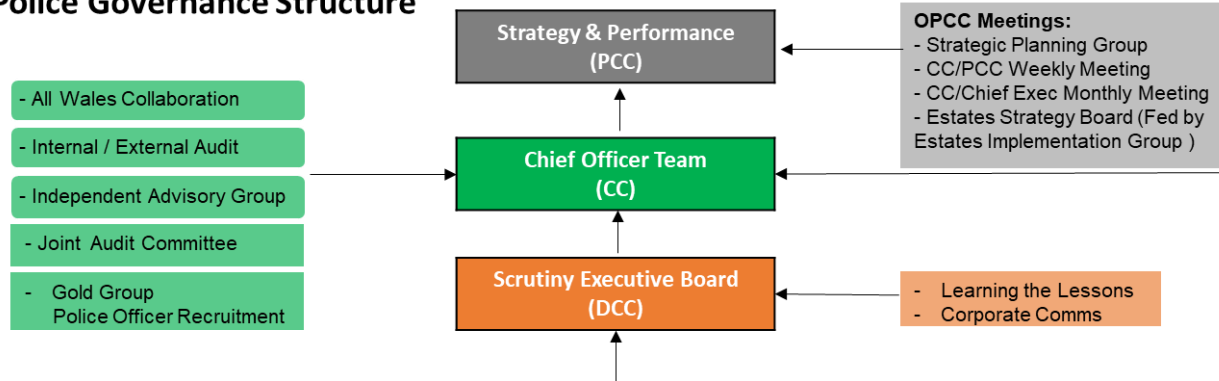 Police Governance Structure
Strategy & Performance
(PCC)
OPCC Meetings:
- Strategic Planning Group
- CC/PCC Weekly Meeting
- CC/Chief Exec Monthly Meeting
- Estates Strategy Board (Fed by
Estates Implementation Group )
- All Wales Collaboration
- Internal / External Audit
- Independent Advisory Group
- Joint Audit Committee
- Gold Group
Police Officer Recruitment
Chief Officer Team
(CC)
Scrutiny Executive Board
(DCC)
- Learning the Lessons
- Corporate Comms